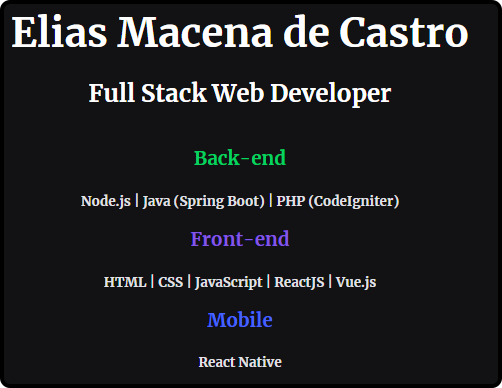 Elias Macena de Castro
Full Stack Web Developer
Back-end
Node.js | Java (Spring Boot) | PHP (CodeIgniter)
Front-end
HTML | CSS | JavaScript | ReactJS | Vue.js
Mobile
React Native